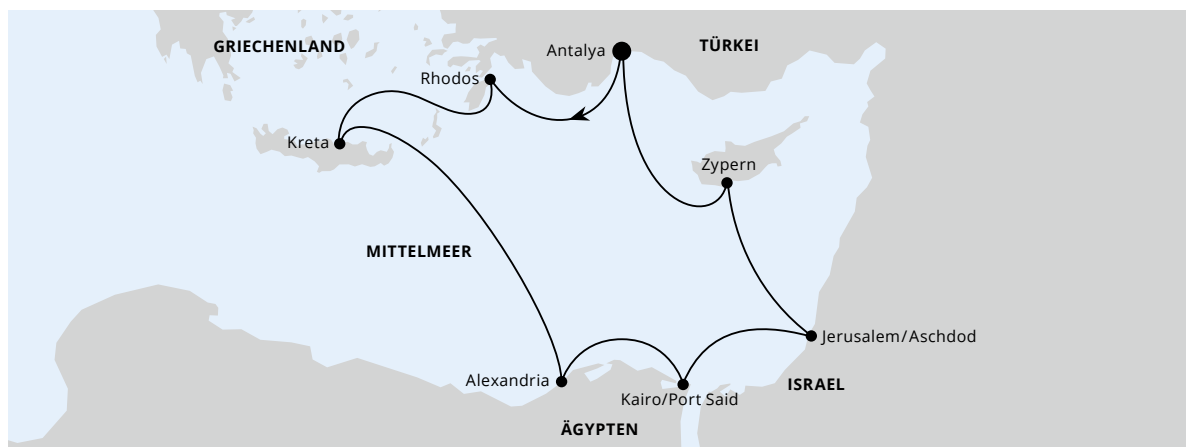 GRIECHENLAND
Antalya
TÜRKEI
Rhodos
Kreta
Zypern
MITTELMEER
Jerusalem/Aschdod
Alexandria
ISRAEL
Kairo/Port Said
ÄGYPTEN